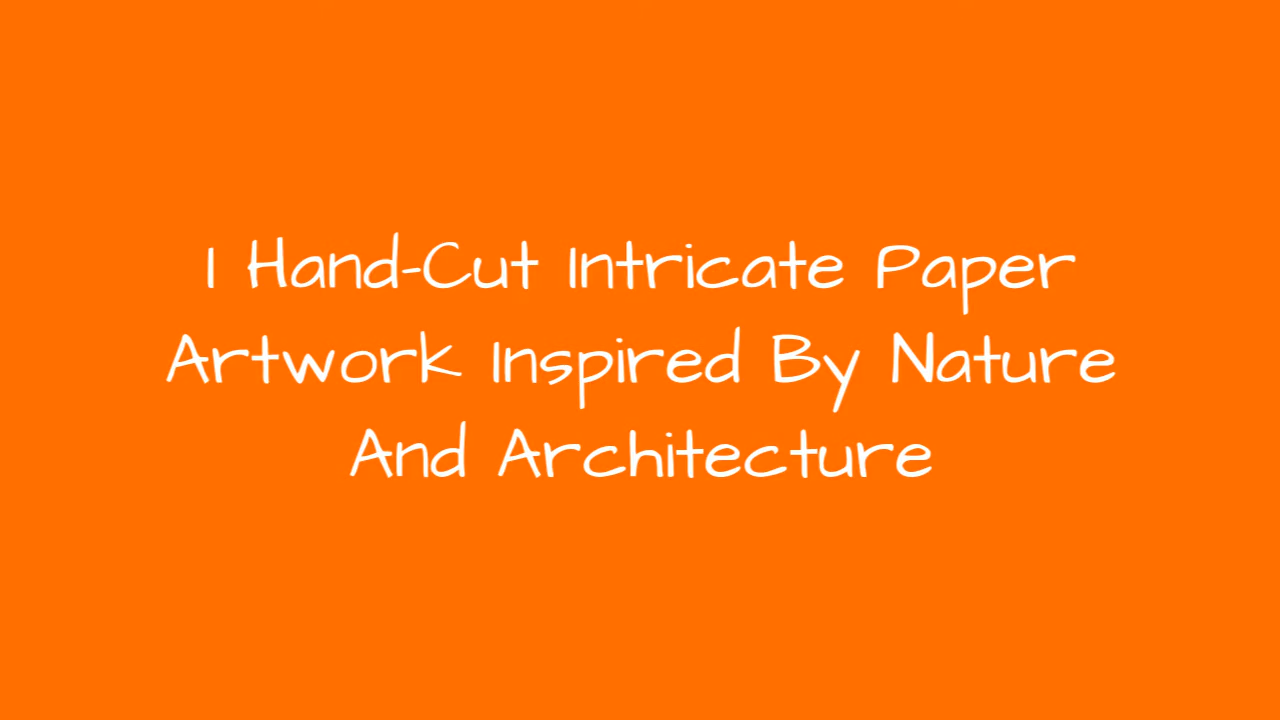 I Hand-Cut Intricate Paper
Artwork Inspired By Nature
And Architecture